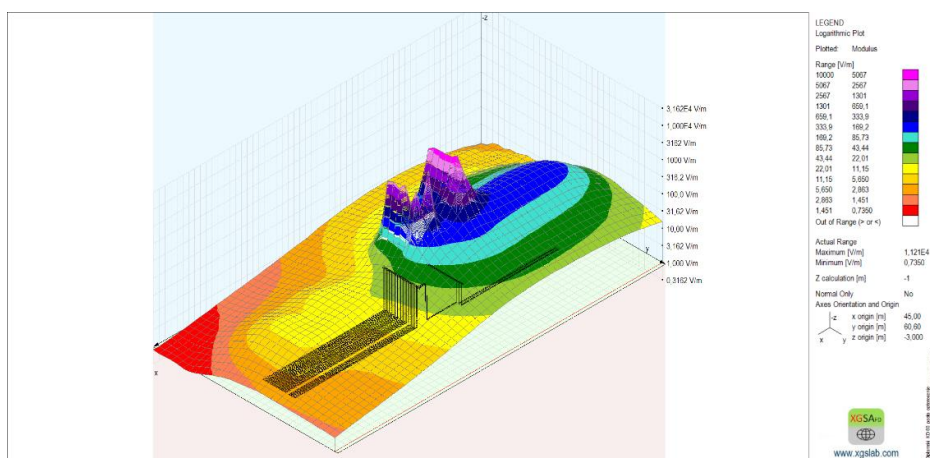 -z
3,162E4 V/m
1,000E4 V/m
3162 V/m
1000 V/m
316,2 V/m
100,0 V/m
31,62 V/m
10,00 V/m
3,162 V/m
1,000 V/m
0,3162 V/m
y
x
LEGEND
Logarithmic Plot
Plotted: Modulus
Range [V/m]
10000 5067
5067 2567
2567 1301
1301 659,1
659,1 333,9
333,9 169,2
169,2 85,73
85,73 43,44
43,44 22,01
22,01 11,15
11,15 5,650
5,650 2,863
2,863 1,451
1,451 0,7350
Out of Range (> or <)
Actual Range
Maximum [V/m] 1,121E4
Minimum [V/m] 0,7350
Z calculation [m] -1
Normal Only No
Axes Orientation and Origin
-z x origin [m] 45,00
y origin [m] 60,60
x y z origin [m] -3,000
XGSAFD
www.xgslab.com